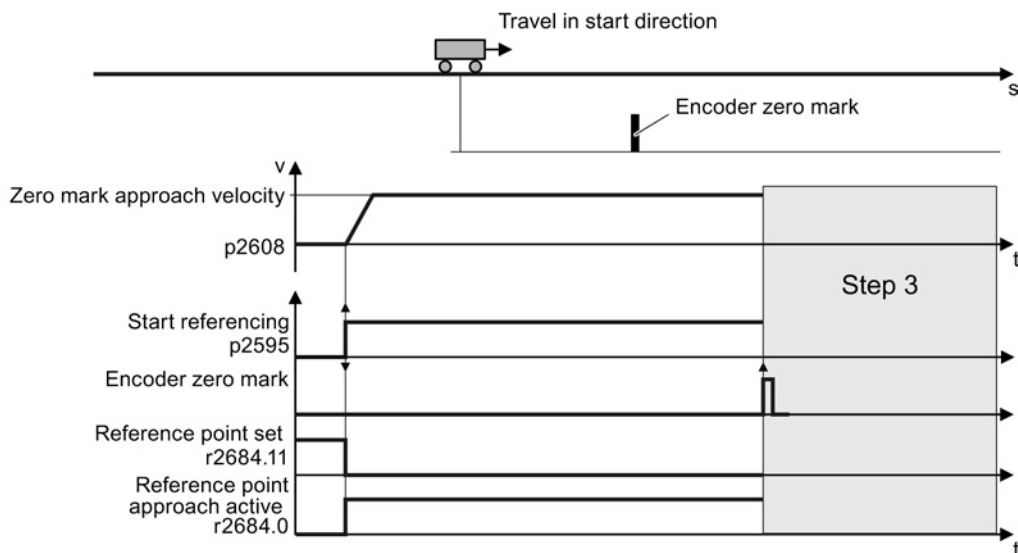 Travel in start direction
s
Encoder zero mark
v
Zero mark approach velocity
p2608
t
Step 3
Start referencing
p2595
Encoder zero mark
Reference point set
r2684.11
Reference point
approach active
r2684.0
t